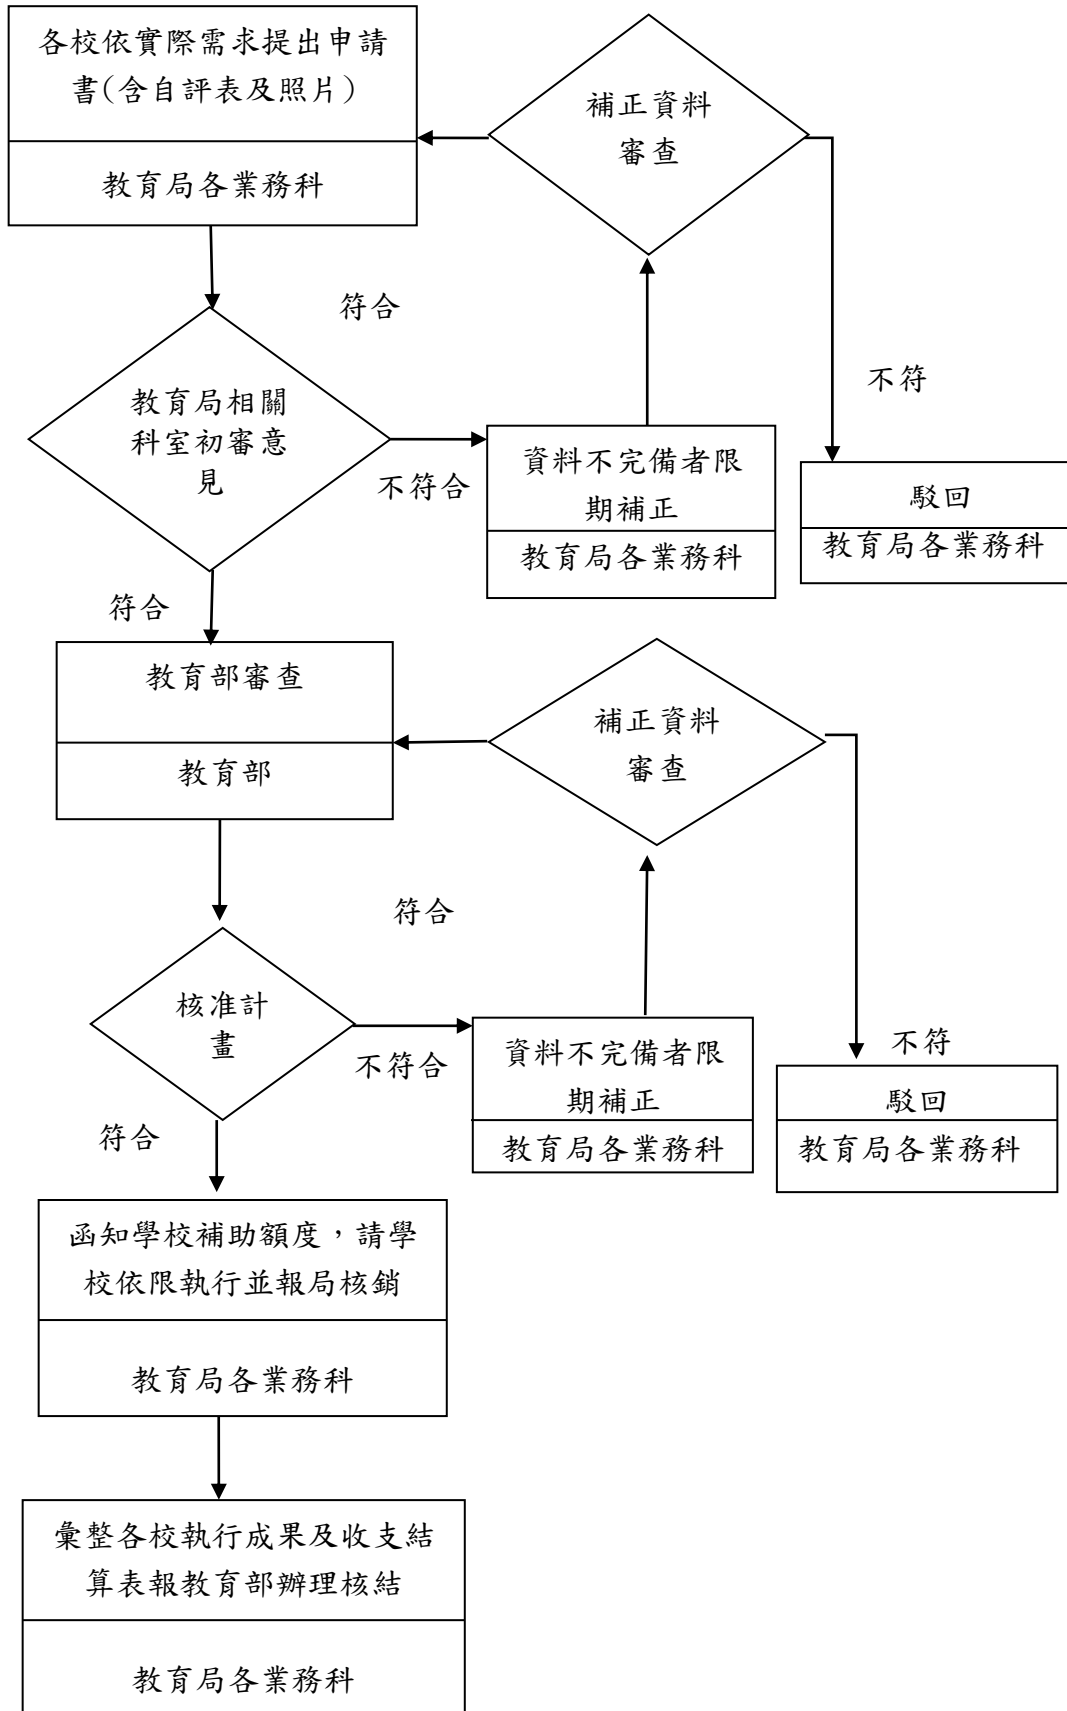 各校依實際需求提出申請
書(含自評表及照片)
教育局各業務科
補正資料
審查
符合
不符
教育局相關
科室初審意
見
不符合
資料不完備者限
期補正
教育局各業務科
駁回
教育局各業務科
符合
教育部審查
教育部
補正資料
審查
符合
核准計
畫
不符合
資料不完備者限
期補正
教育局各業務科
不符
駁回
教育局各業務科
符合
函知學校補助額度，請學
校依限執行並報局核銷
教育局各業務科
彙整各校執行成果及收支結
算表報教育部辦理核結
教育局各業務科